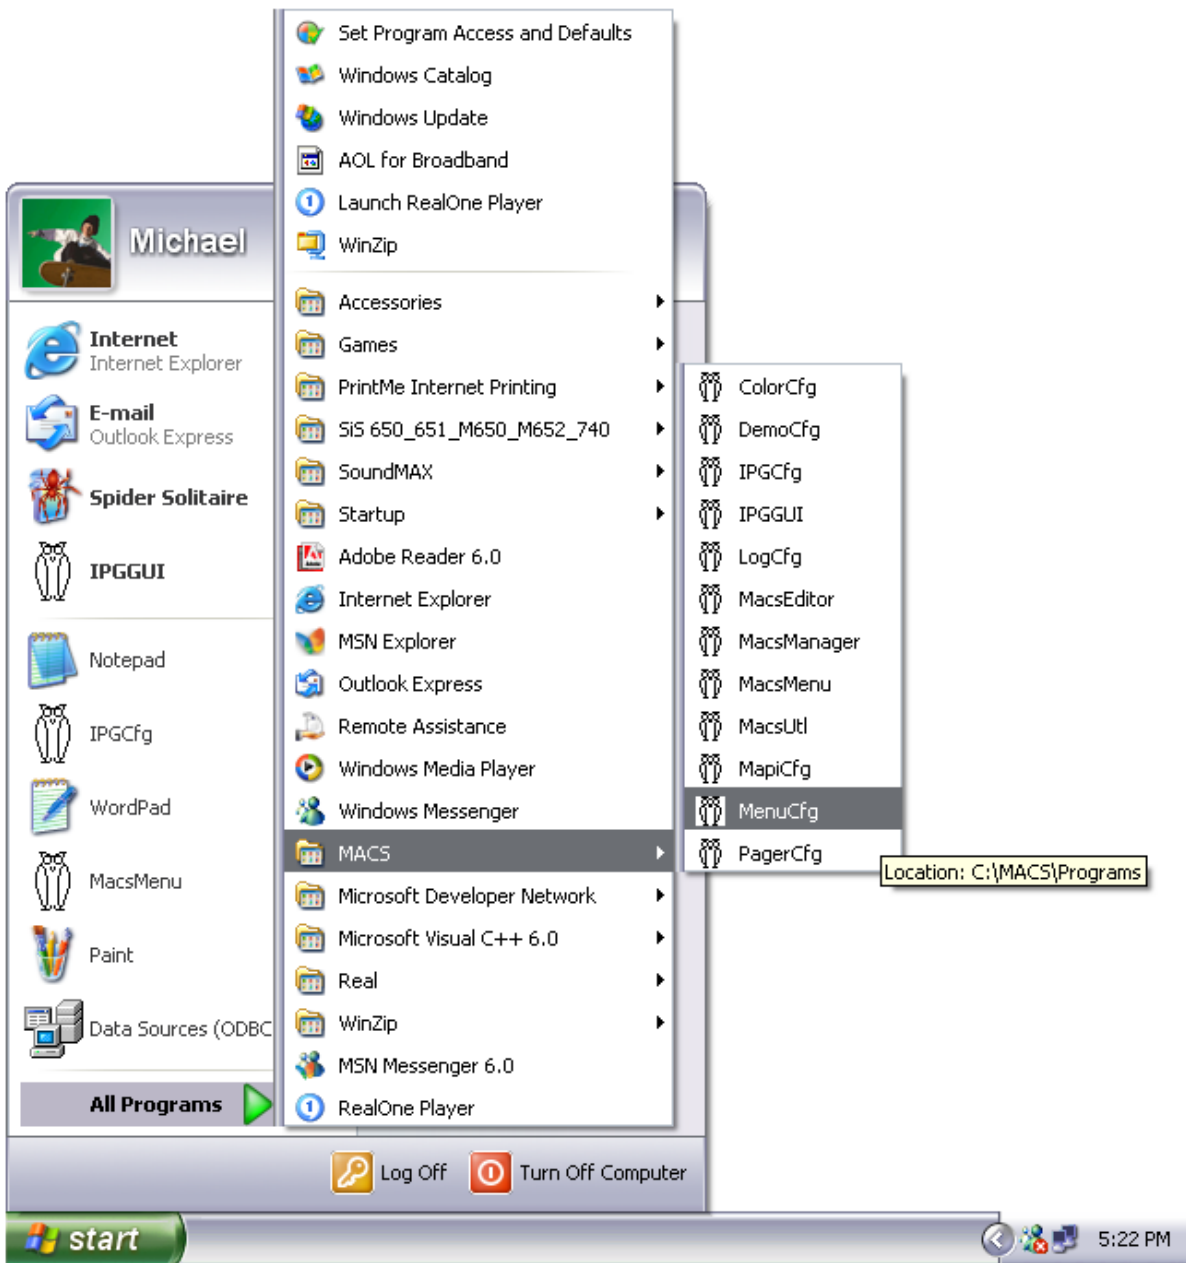 Set Program Access and Defaults
Windows Catalog
Windows Update
AOL for Broadband
Launch RealOne Player
WinZip
Michael
Internet
Internet Explorer
E-mail
Outlook Express
Spider Solitaire
IPGGUI
Notepad
IPGCfg
WordPad
MacsMenu
Paint
Data Sources (ODBC
All Programs
Accessories
Games
PrintMe Internet Printing
SiS 650_651_M650_M652_740
SoundMAX
Startup
Adobe Reader 6.0
Internet Explorer
MSN Explorer
Outlook Express
Remote Assistance
Windows Media Player
Windows Messenger
MACS
Microsoft Developer Network
Microsoft Visual C++ 6.0
Real
WinZip
MSN Messenger 6.0
RealOne Player
ColorCfg
DemoCfg
IPGCfg
IPGGUI
LogCfg
MacsEditor
MacsManager
MacsMenu
MacsUtl
MapiCfg
MenuCfg
PagerCfg
Location: C:\MACS\Programs
Log Off
Turn Off Computer
start
5:22 PM